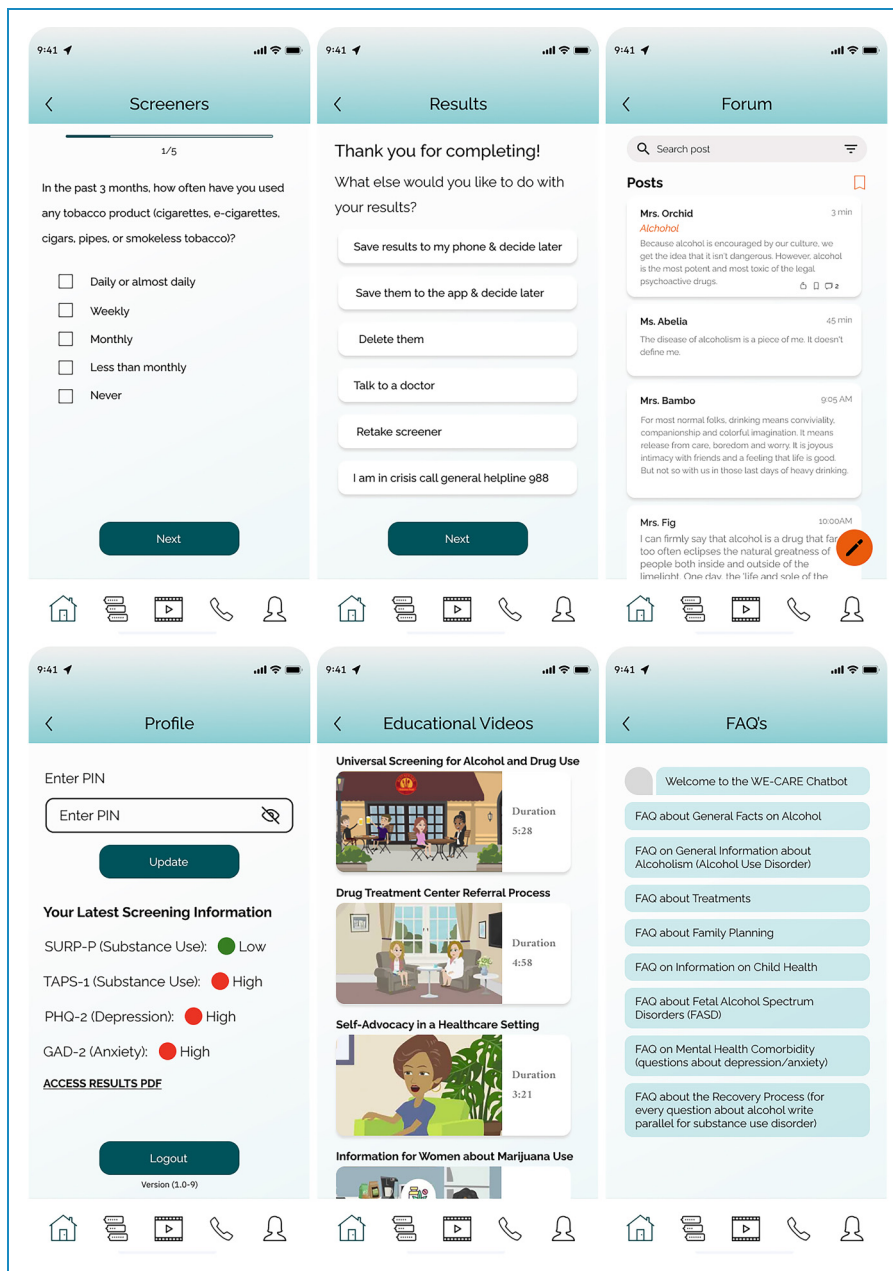 9:41
Screeners
1/5
In the past 3 months, how often have you used
any tobacco product (cigarettes, e-cigarettes,
cigars, pipes, or smokeless tobacco)?
Daily or almost daily
Weekly
Monthly
Less than monthly
Never
Next
9:41
Results
Thank you for completing!
What else would you like to do with
your results?
Save results to my phone & decide later
Save them to the app & decide later
Delete them
Talk to a doctor
Retake screener
I am in crisis call general helpline 988
Next
9:41
Forum
Search post
Posts
Mrs. Orchid 3 min
Alchohol
Because alcohol is encouraged by our culture, we
get the idea that it isn't dangerous. However, alcohol
is the most potent and most toxic of the legal
psychoactive drugs.
2
Ms. Abelia 45 min
The disease of alcoholism is a piece of me. It doesn't
define me.
Mrs. Bambo 9:05 AM
For most normal folks, drinking means conviviality,
companionship and colorful imagination. It means
release from care, boredom and worry. It is joyous
intimacy with friends and a feeling that life is good.
But not so with us in those last days of heavy drinking.
Mrs. Fig 10:00AM
I can firmly say that alcohol is a drug that far
too often eclipses the natural greatness of
people both inside and outside of the
limelight. One day, the 'life and sole of the
9:41
Profile
Enter PIN
Enter PIN
Update
Your Latest Screening Information
SURP-P (Substance Use): Low
TAPS-1 (Substance Use): High
PHQ-2 (Depression): High
GAD-2 (Anxiety): High
ACCESS RESULTS PDF
Logout
Version (1.0-9)
9:41
Educational Videos
Universal Screening for Alcohol and Drug Use
Duration
5:28
Drug Treatment Center Referral Process
Duration
4:58
Self-Advocacy in a Healthcare Setting
Duration
3:21
Information for Women about Marijuana Use
9:41
FAQ's
Welcome to the WE-CARE Chatbot
FAQ about General Facts on Alcohol
FAQ on General Information about
Alcoholism (Alcohol Use Disorder)
FAQ about Treatments
FAQ about Family Planning
FAQ on Information on Child Health
FAQ about Fetal Alcohol Spectrum
Disorders (FASD)
FAQ on Mental Health Comorbidity
(questions about depression/anxiety)
FAQ about the Recovery Process (for
every question about alcohol write
parallel for substance use disorder)